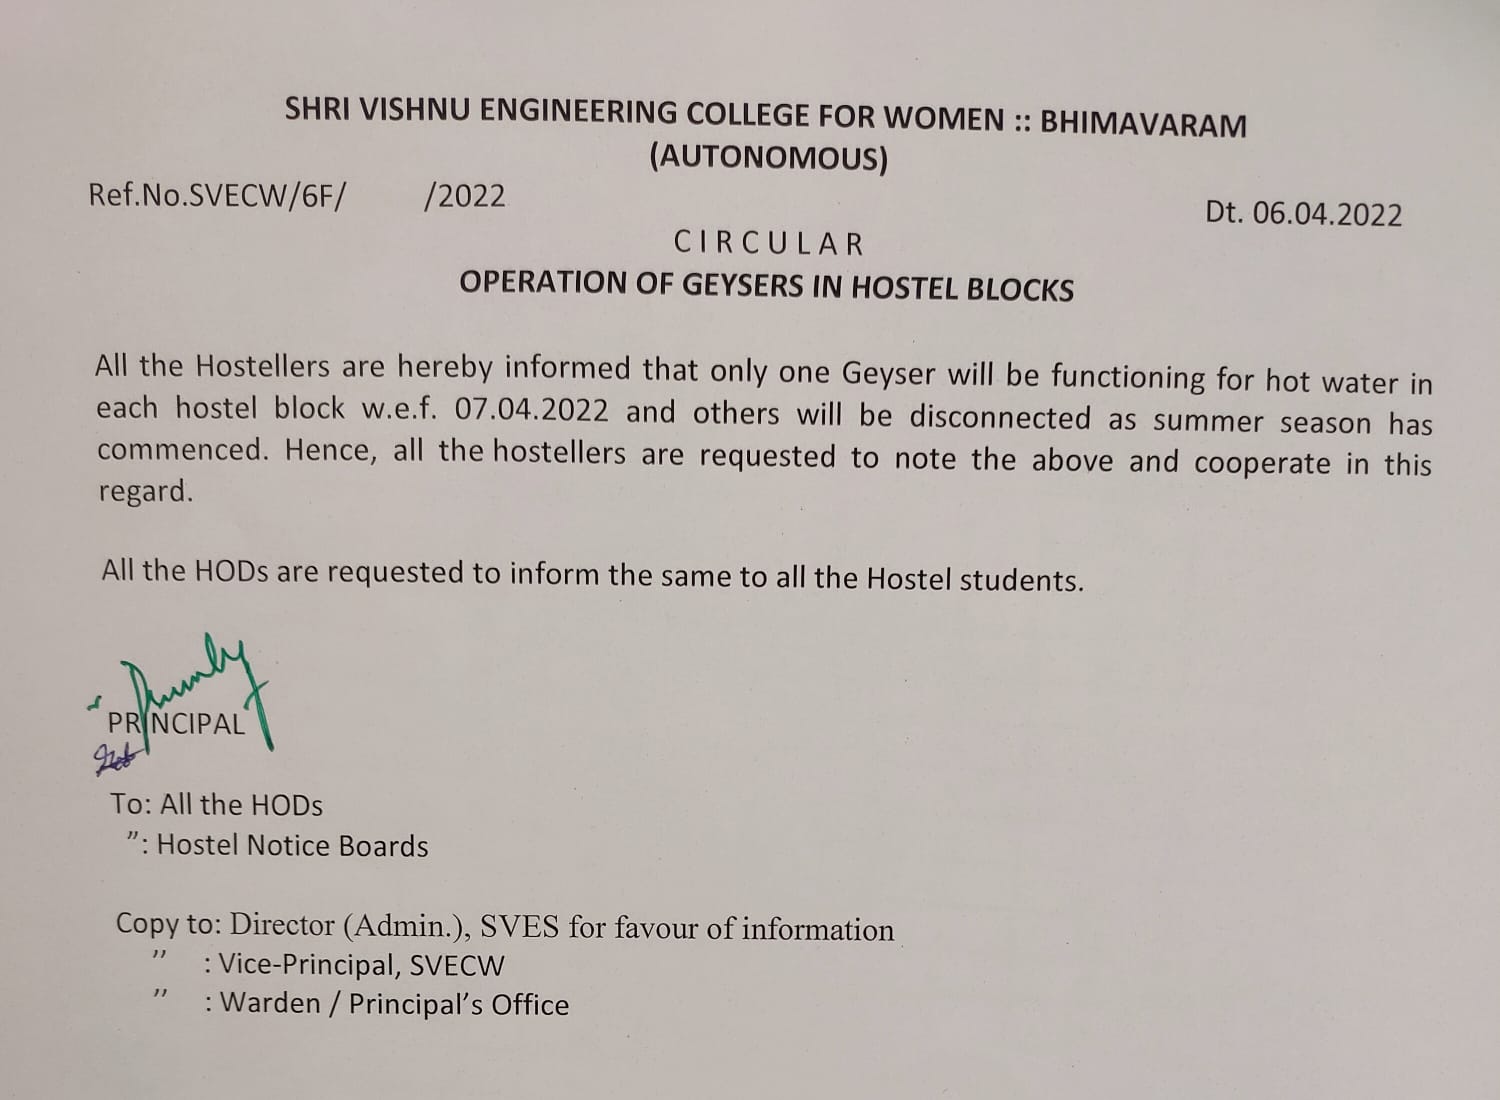 SHRI VISHNU ENGINEERING COLLEGE FOR WOMEN :: BHIMAVARAM
(AUTONOMOUS)
Ref.No.SVECW/6F/ /2022
Dt. 06.04.2022
CIRCULAR
OPERATION OF GEYSERS IN HOSTEL BLOCKS
All the Hostellers are hereby informed that only one Geyser will be functioning for hot water in
each hostel block w.e.f. 07.04.2022 and others will be disconnected as summer season has
commenced. Hence, all the hostellers are requested to note the above and cooperate in this
regard.
All the HODs are requested to inform the same to all the Hostel students.
PRINCIPAL
To: All the HODs
”: Hostel Notice Boards
Copy to: Director (Admin.), SVES for favour of information
” : Vice-Principal, SVECW
” : Warden / Principal’s Office